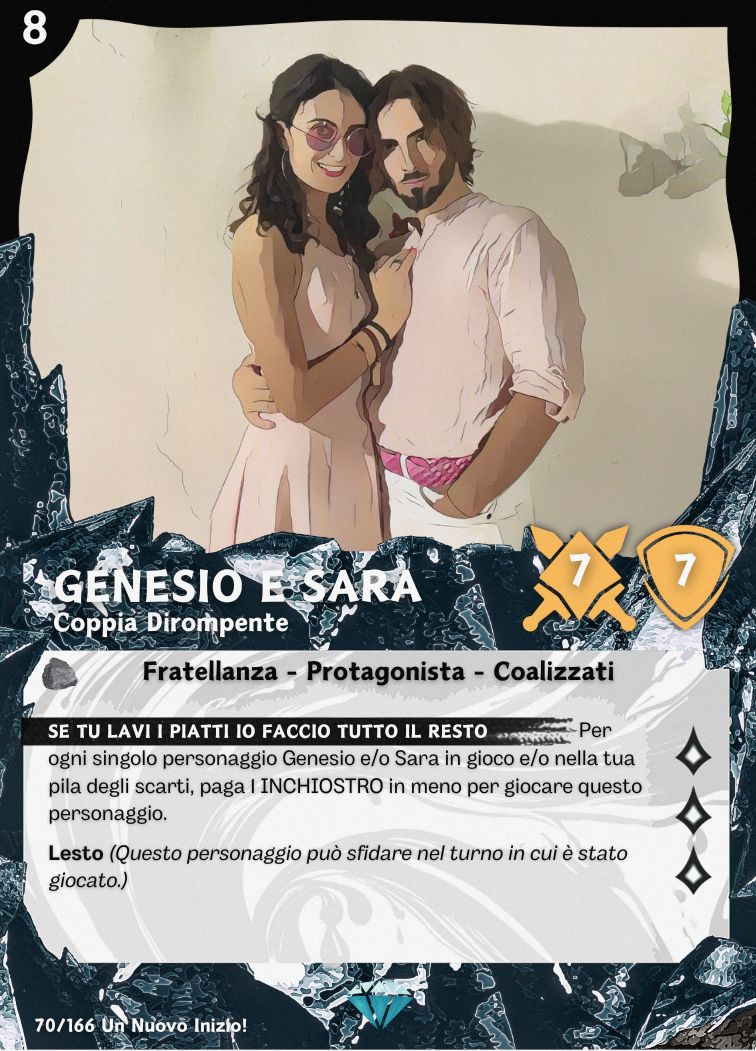 8
GENESIO E SARA
7
7
Coppia Dirompente
Fratellanza - Protagonista - Coalizzati
SE TU LAVI I PIATTI IO FACCIO TUTTO IL RESTO Per
ogni singolo personaggio Genesio e/o Sara in gioco e/o nella tua
pila degli scarti, paga 1 INCHIOSTRO in meno per giocare questo
personaggio.
Lesto (Questo personaggio può sfidare nel turno in cui è stato
giocato.)
70/166 Un Nuovo Inizio!